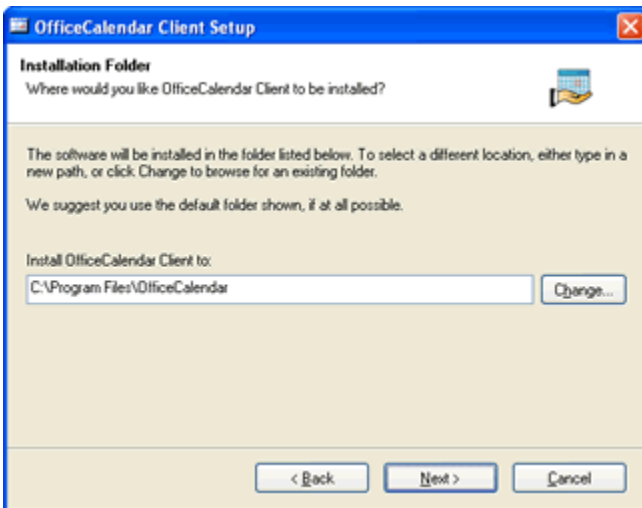 OfficeCalendar Client Setup
Installation Folder
Where would you like OfficeCalendar Client to be installed?
The software will be installed in the folder listed below. To select a different location, either type in a
new path, or click Change to browse for an existing folder.
We suggest you use the default folder shown, if at all possible.
Install OfficeCalendar Client to:
C:\Program Files\OfficeCalendar
Change...
< Back
Next >
Cancel